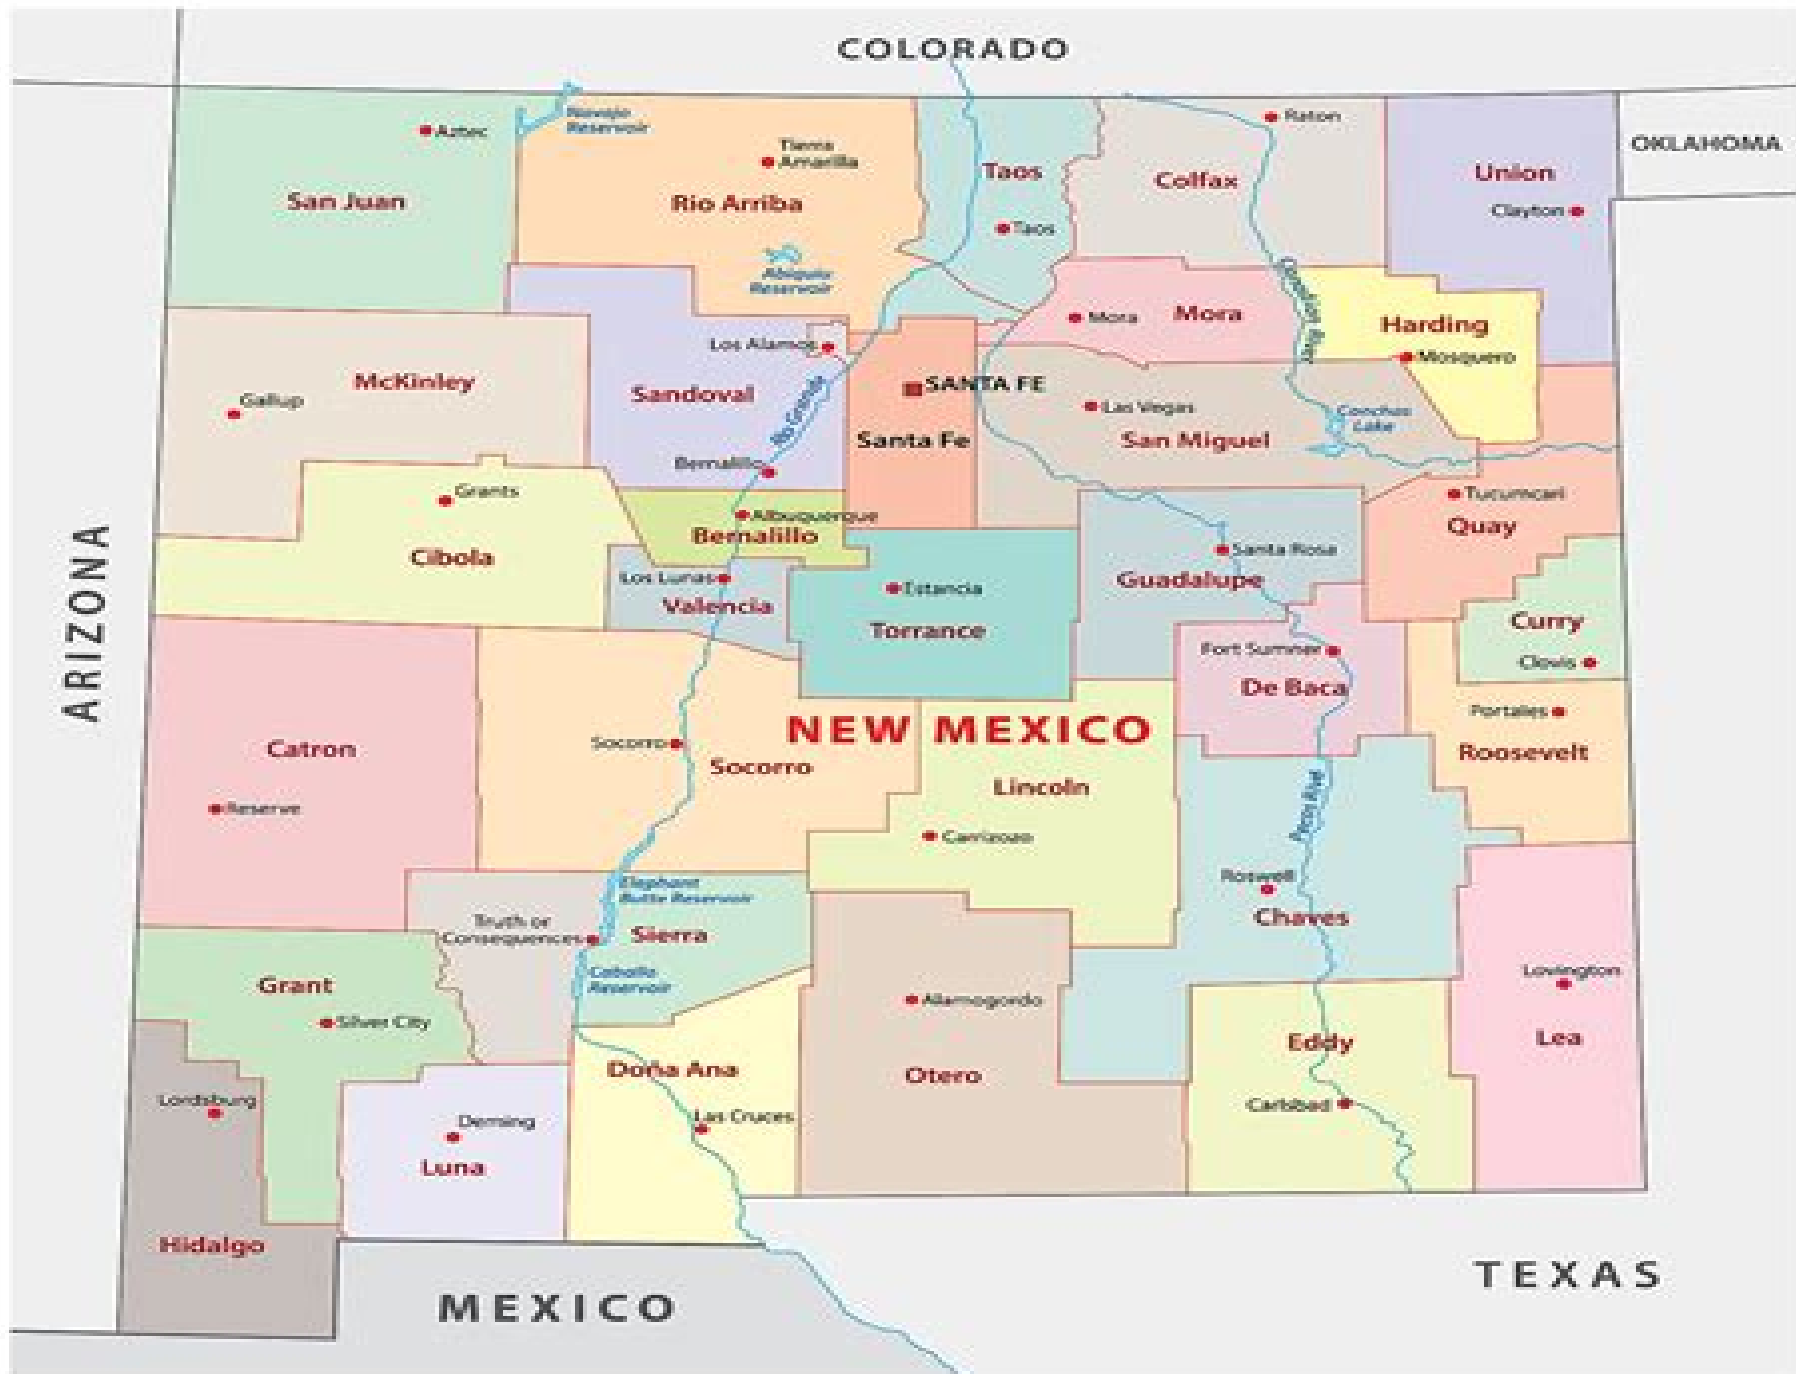 COLORADO
Navajo
Reservoir
Aztec
Tierra
Amarilla
Raton
OKLAHOMA
San Juan
Rio Arriba
Taos
Colfax
Union
Clayton
Taos
Abiquiu
Reservoir
Canadian River
Mora
Mora
Harding
Los Alamos
Mosquero
McKinley
Gallup
Sandoval
Rio Grande
SANTA FE
Santa Fe
Las Vegas
San Miguel
Conchas
Lake
Bernalillo
Grants
Tucumcari
Quay
Albuquerque
Bernalillo
Cibola
ARIZONA
Santa Rosa
Guadalupe
Los Lunas
Valencia
Estancia
Torrance
Curry
Clovis
Fort Sumner
De Baca
Portales
Roosevelt
NEW MEXICO
Catron
Socorro
Socorro
Lincoln
Pecos River
Reserve
Carrizozo
Roswell
Chaves
Elephant
Butte Reservoir
Truth or
Consequences
Sierra
Caballo
Reservoir
Grant
Silver City
Lovington
Alamogordo
Lea
Eddy
Doña Ana
Otero
Lordsburg
Deming
Las Cruces
Carlsbad
Luna
Hidalgo
MEXICO
TEXAS